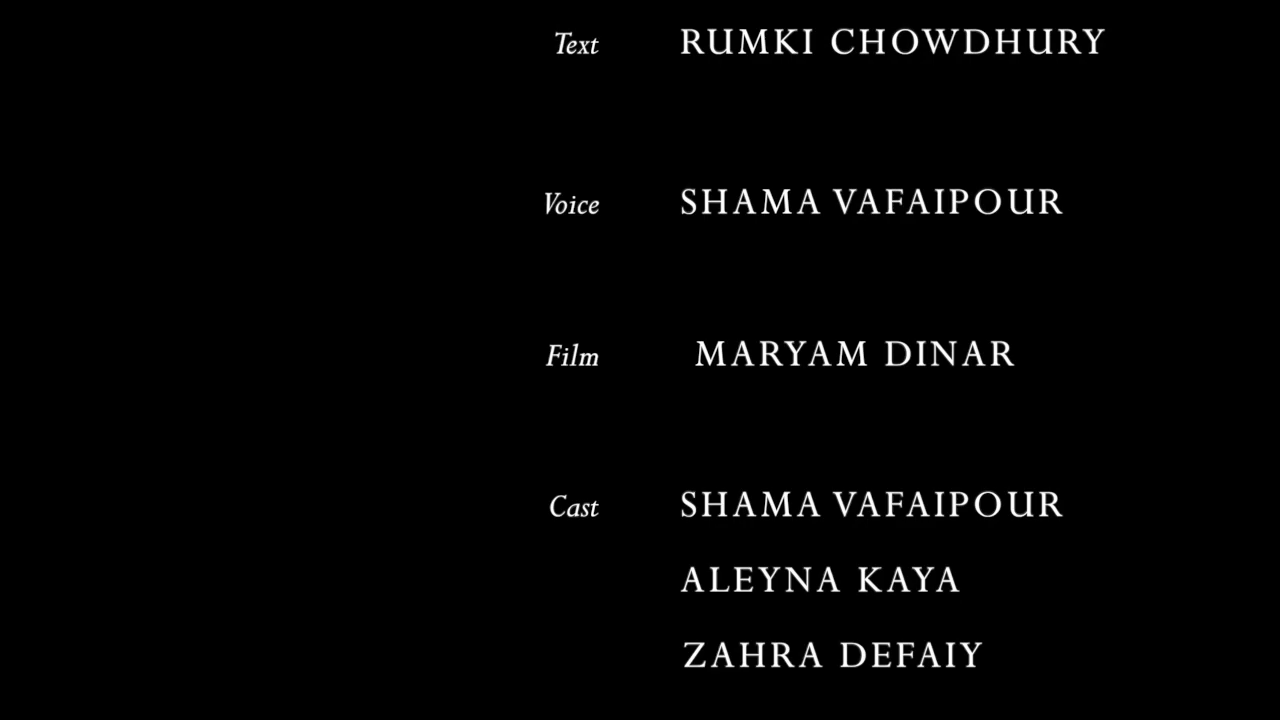 Text RUMKI CHOWDHURY
Voice SHAMA VAFAIPOUR
Film MARYAM DINAR
Cast SHAMA VAFAIPOUR
ALEYNA KAYA
ZAHRA DEFAIY